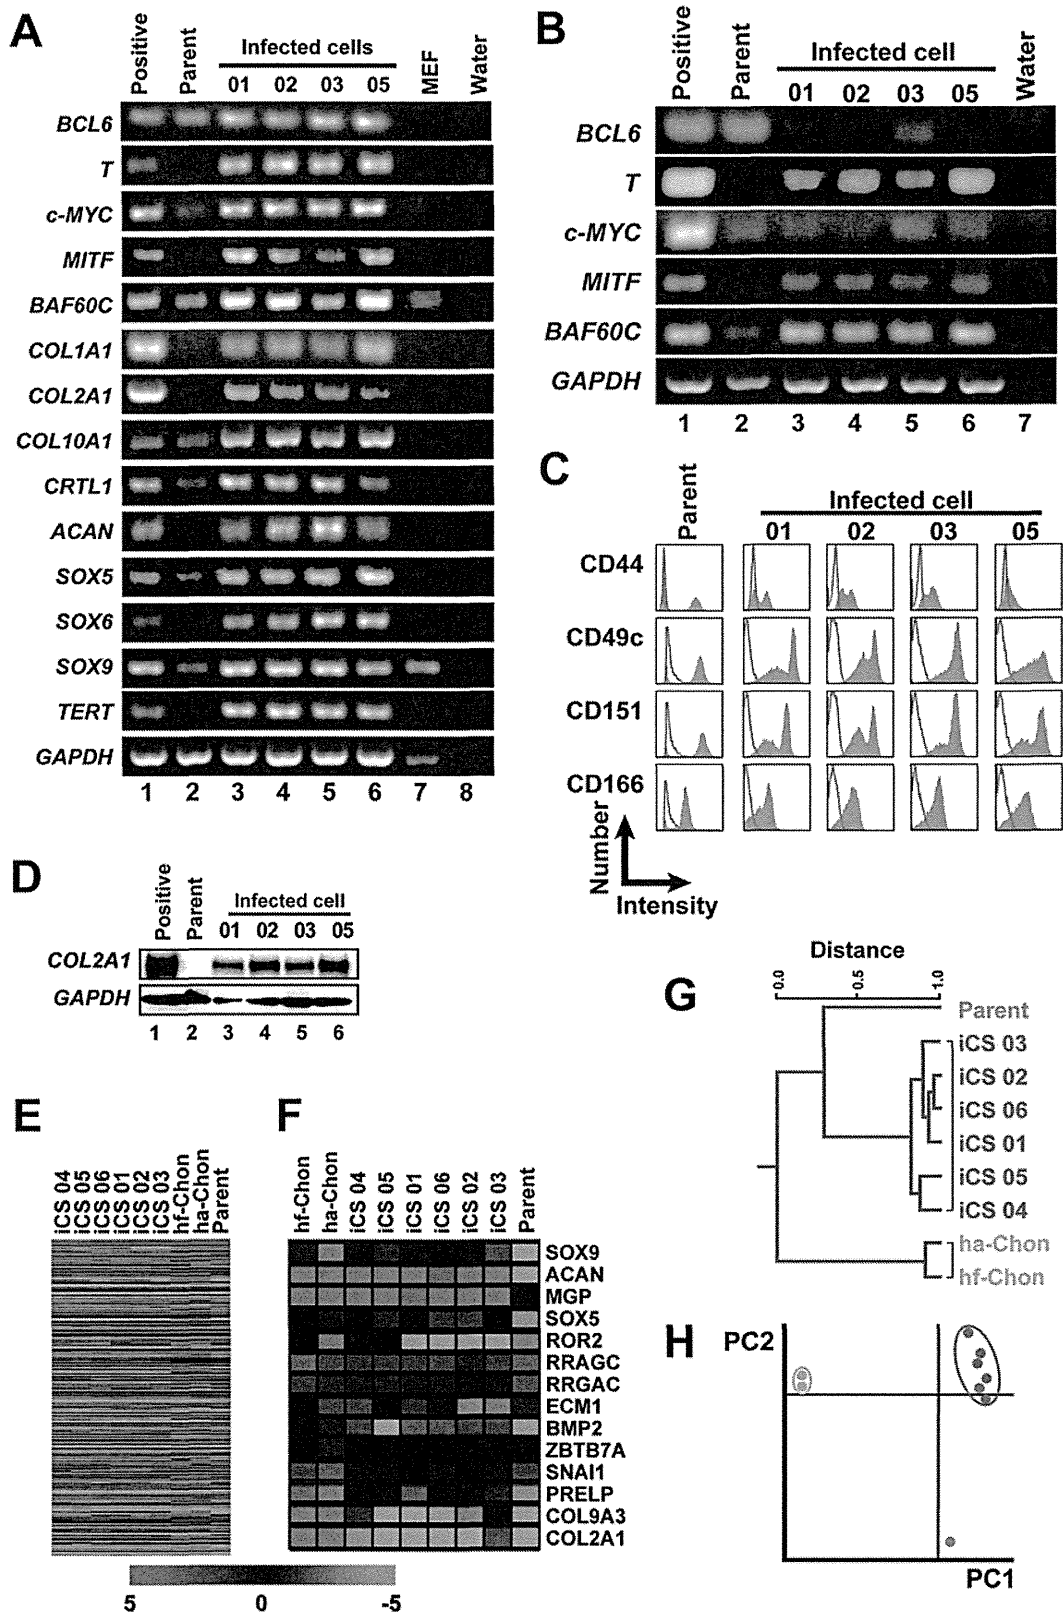 A
Positive
Parent
Infected cells
01 02 03 05
MEF
Water
BCL6
T
c-MYC
MITF
BAF60C
COL1A1
COL2A1
COL10A1
CRTL1
ACAN
SOX5
SOX6
SOX9
TERT
GAPDH
1 2 3 4 5 6 7 8
B
Positive
Parent
Infected cell
01 02 03 05
Water
BCL6
T
c-MYC
MITF
BAF60C
GAPDH
1 2 3 4 5 6 7
C
Parent
Infected cell
01 02 03 05
CD44
CD49c
CD151
CD166
Number
Intensity
D
Positive
Parent
Infected cell
01 02 03 05
COL2A1
GAPDH
1 2 3 4 5 6
E
iCS 04
iCS 05
iCS 06
iCS 01
iCS 02
iCS 03
hf-Chon
ha-Chon
Parent
F
hf-Chon
ha-Chon
iCS 04
iCS 05
iCS 01
iCS 06
iCS 02
iCS 03
Parent
SOX9
ACAN
MGP
SOX5
ROR2
RRAGC
RRGAC
ECM1
BMP2
ZBTB7A
SNAI1
PRELP
COL9A3
COL2A1
5 0 -5
G
Distance
0.0 0.5 1.0
Parent
iCS 03
iCS 02
iCS 06
iCS 01
iCS 05
iCS 04
ha-Chon
hf-Chon
H
PC2
PC1